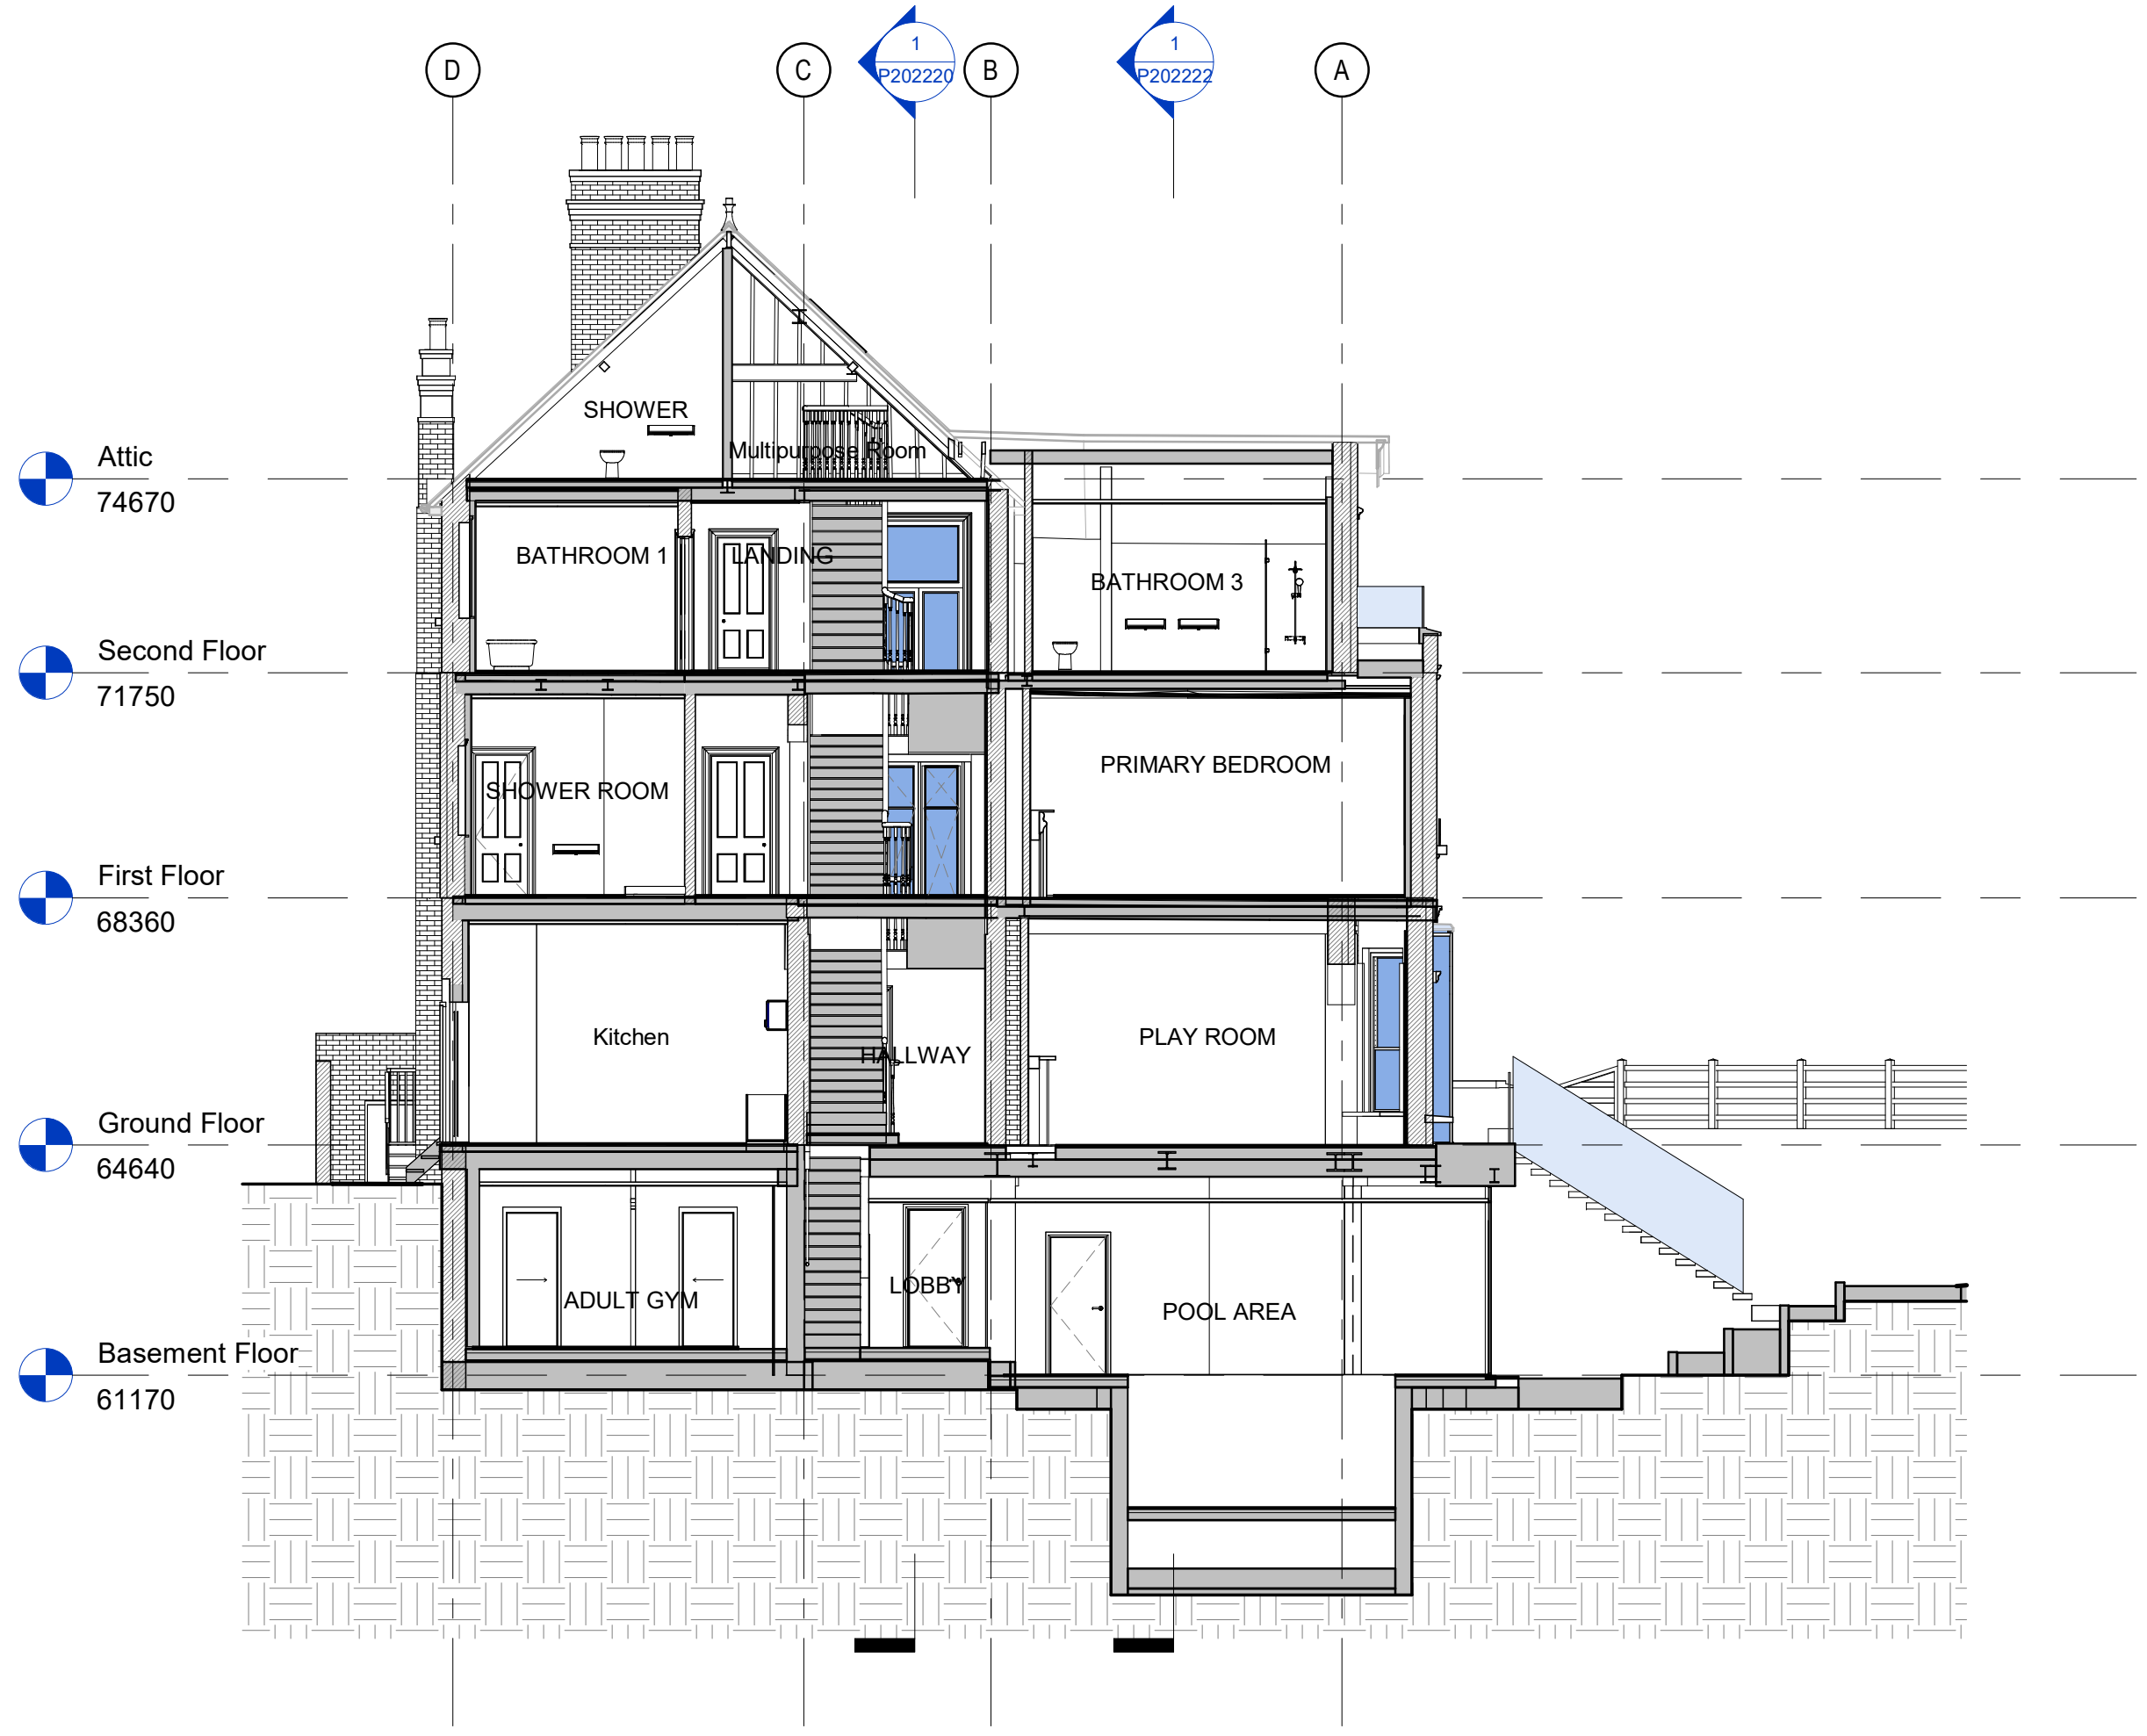 D
C
1
P202220
B
1
P202222
A
SHOWER
Multipurpose Room
Attic
74670
BATHROOM 1
LANDING
BATHROOM 3
Second Floor
71750
SHOWER ROOM
PRIMARY BEDROOM
First Floor
68360
Kitchen
HALLWAY
PLAY ROOM
Ground Floor
64640
ADULT GYM
LOBBY
POOL AREA
Basement Floor
61170